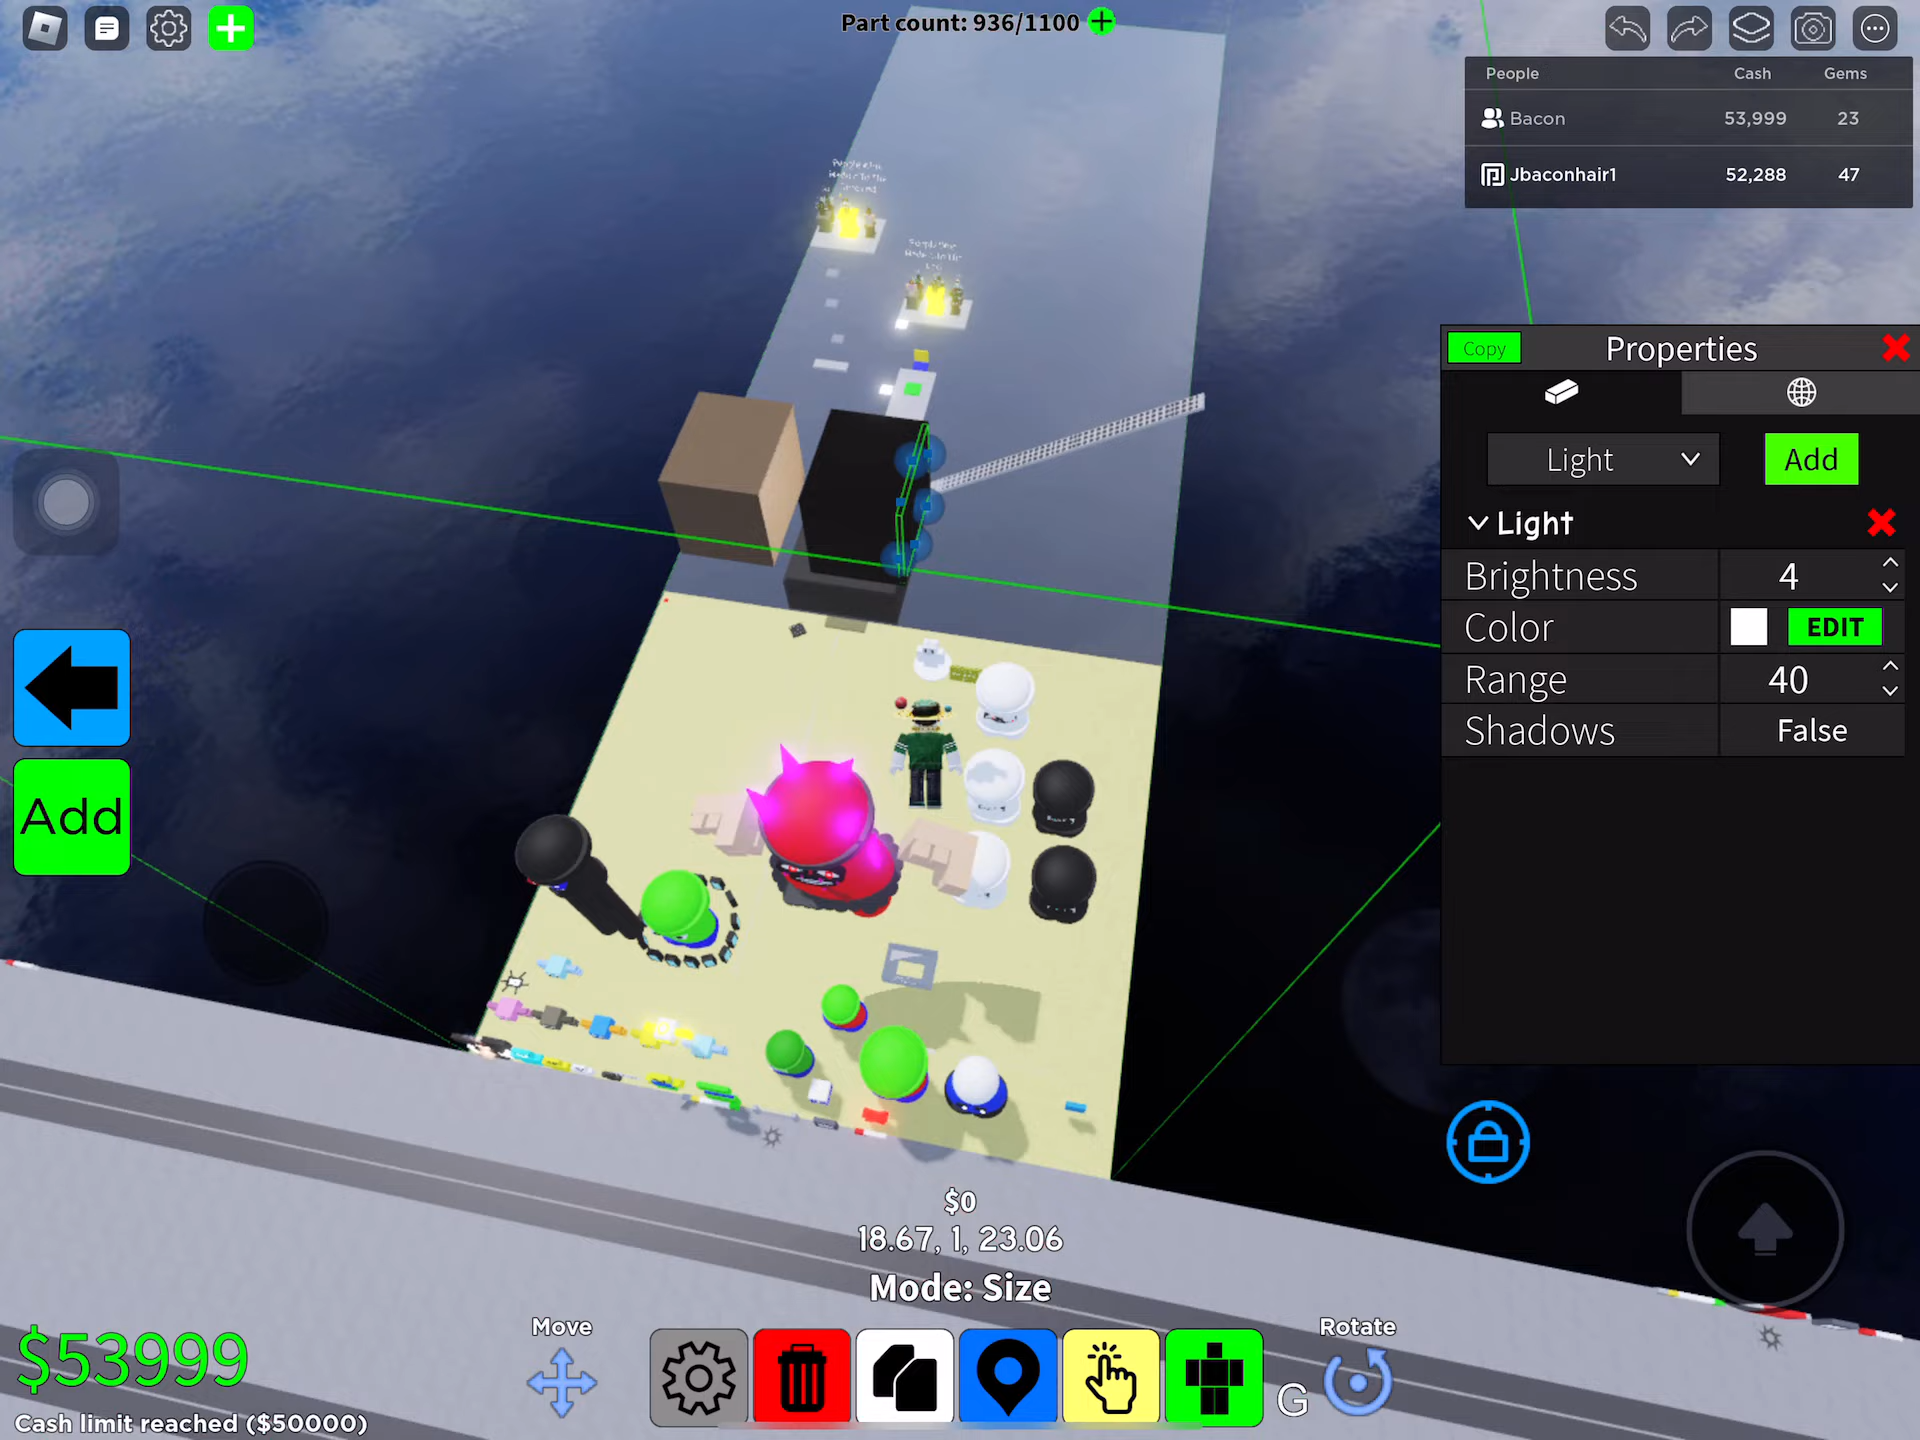 Part count: 936/1100
People Cash Gems
Bacon 53,999 23
Jbaconhair1 52,288 47
Copy Properties
Light Add
Light
Brightness 4
Color EDIT
Range 40
Shadows False
Add
$0
18.67, 1, 23.06
Mode: Size
Move
Rotate
G
$53999
Cash limit reached ($50000)